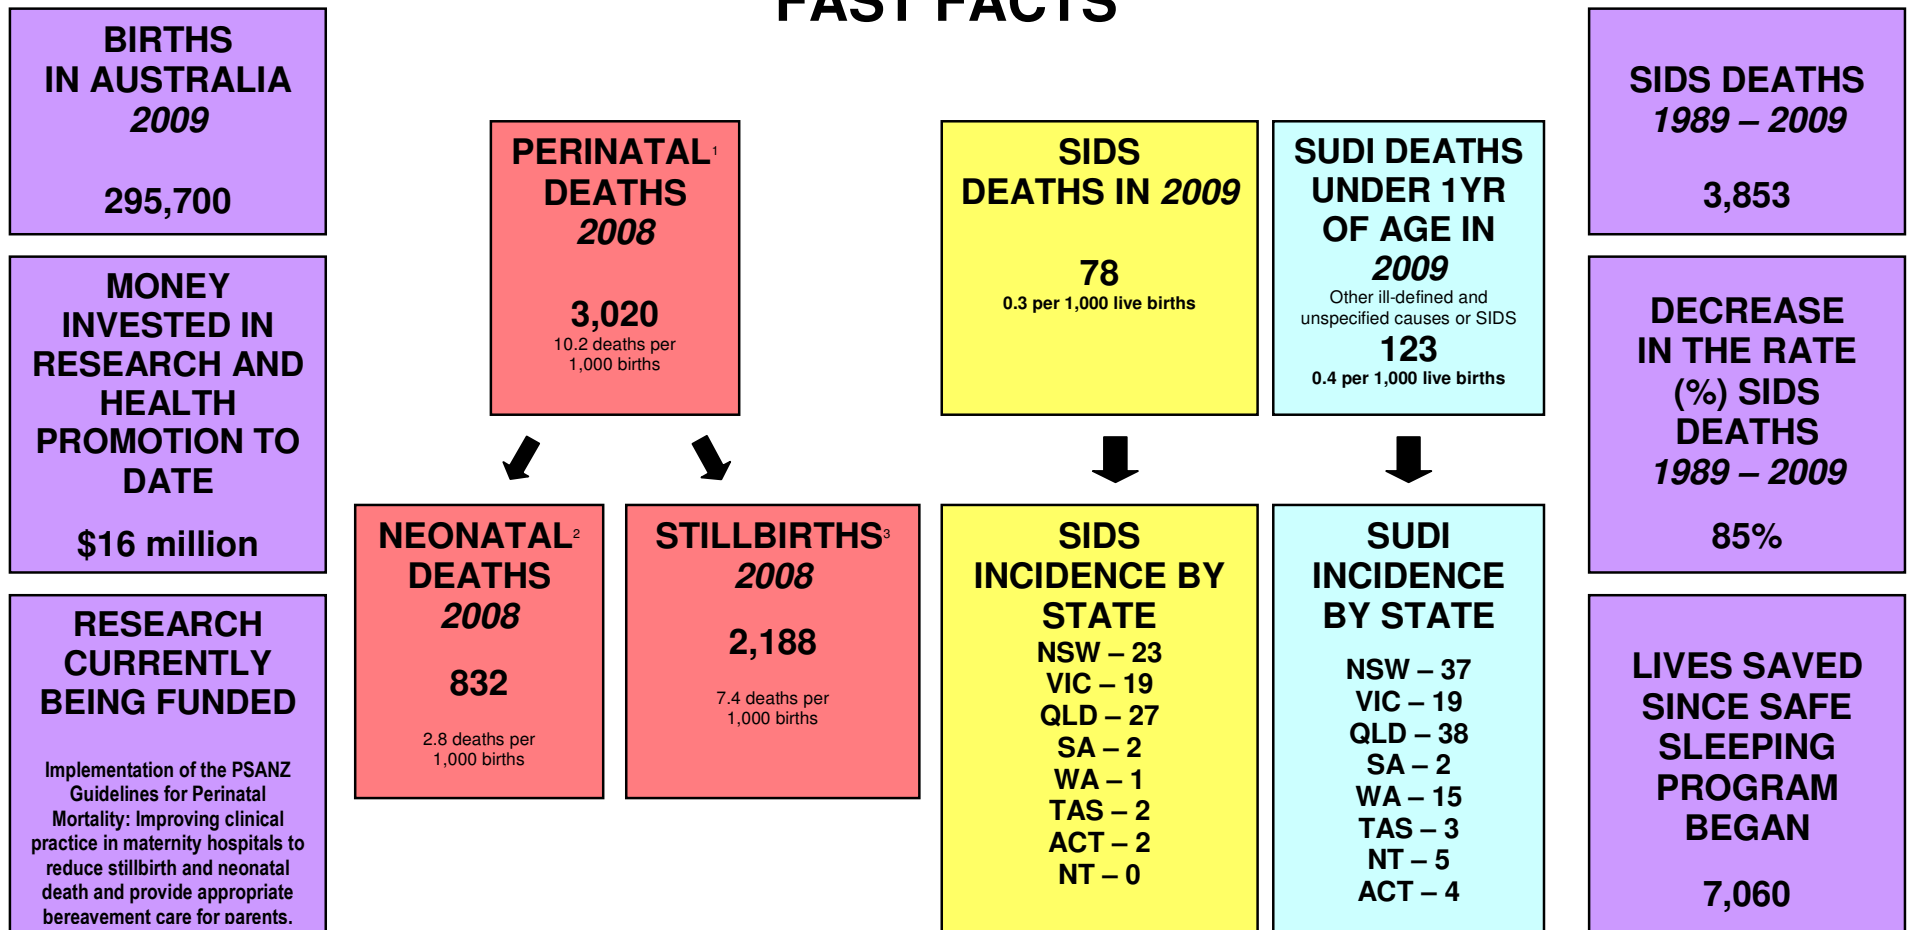 FAST FACTS
BIRTHS
IN AUSTRALIA
2009
295,700
MONEY
INVESTED IN
RESEARCH AND
HEALTH
PROMOTION TO
DATE
$16 million
RESEARCH
CURRENTLY
BEING FUNDED
Implementation of the PSANZ
Guidelines for Perinatal
Mortality: Improving clinical
practice in maternity hospitals to
reduce stillbirth and neonatal
death and provide appropriate
bereavement care for parents.
PERINATAL¹
DEATHS
2008
3,020
10.2 deaths per
1,000 births
NEONATAL²
DEATHS
2008
832
2.8 deaths per
1,000 births
STILLBIRTHS³
2008
2,188
7.4 deaths per
1,000 births
SIDS
DEATHS IN 2009
78
0.3 per 1,000 live births
SIDS
INCIDENCE BY
STATE
NSW – 23
VIC – 19
QLD – 27
SA – 2
WA – 1
TAS – 2
ACT – 2
NT – 0
SUDI DEATHS
UNDER 1YR
OF AGE IN
2009
Other ill-defined and
unspecified causes or SIDS
123
0.4 per 1,000 live births
SUDI
INCIDENCE
BY STATE
NSW – 37
VIC – 19
QLD – 38
SA – 2
WA – 15
TAS – 3
NT – 5
ACT – 4
SIDS DEATHS
1989 – 2009
3,853
DECREASE
IN THE RATE
(%) SIDS
DEATHS
1989 – 2009
85%
LIVES SAVED
SINCE SAFE
SLEEPING
PROGRAM
BEGAN
7,060